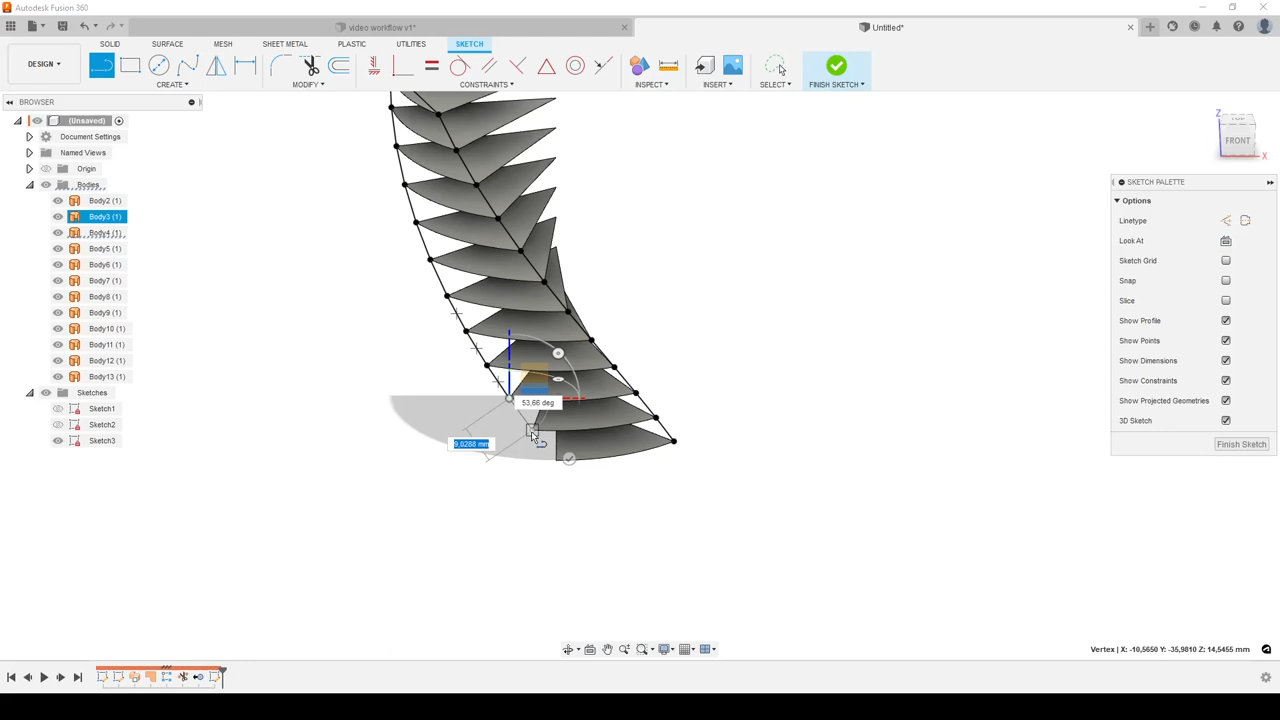 Autodesk Fusion 360
video workflow v1*
Untitled*
DESIGN
SOLID
SURFACE
MESH
SHEET METAL
PLASTIC
UTILITIES
SKETCH
CREATE
MODIFY
CONSTRAINTS
INSPECT
INSERT
SELECT
FINISH SKETCH
BROWSER
(Unsaved)
Document Settings
Named Views
Origin
Bodies
Body2 (1)
Body3 (1)
Body4 (1)
Body5 (1)
Body6 (1)
Body7 (1)
Body8 (1)
Body9 (1)
Body10 (1)
Body11 (1)
Body12 (1)
Body13 (1)
Sketches
Sketch1
Sketch2
Sketch3
53,66 deg
9,0288 mm
Z
FRONT
X
SKETCH PALETTE
Options
Linetype
Look At
Sketch Grid
Snap
Slice
Show Profile
Show Points
Show Dimensions
Show Constraints
Show Projected Geometries
3D Sketch
Finish Sketch
Vertex | X: -10,5650 Y: -35,9810 Z: 14,5455 mm